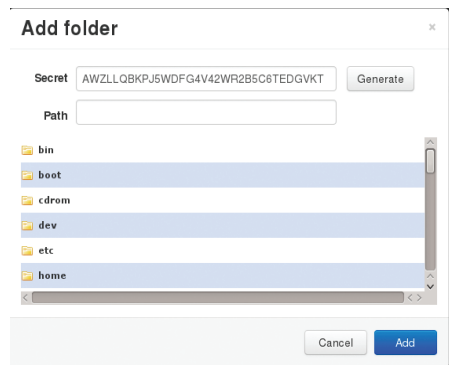 Add folder
×
Secret AWZLLQBKPJ5WDFG4V42WR2B5C6TEDGVKT Generate
Path
bin
boot
cdrom
dev
etc
home
Cancel Add